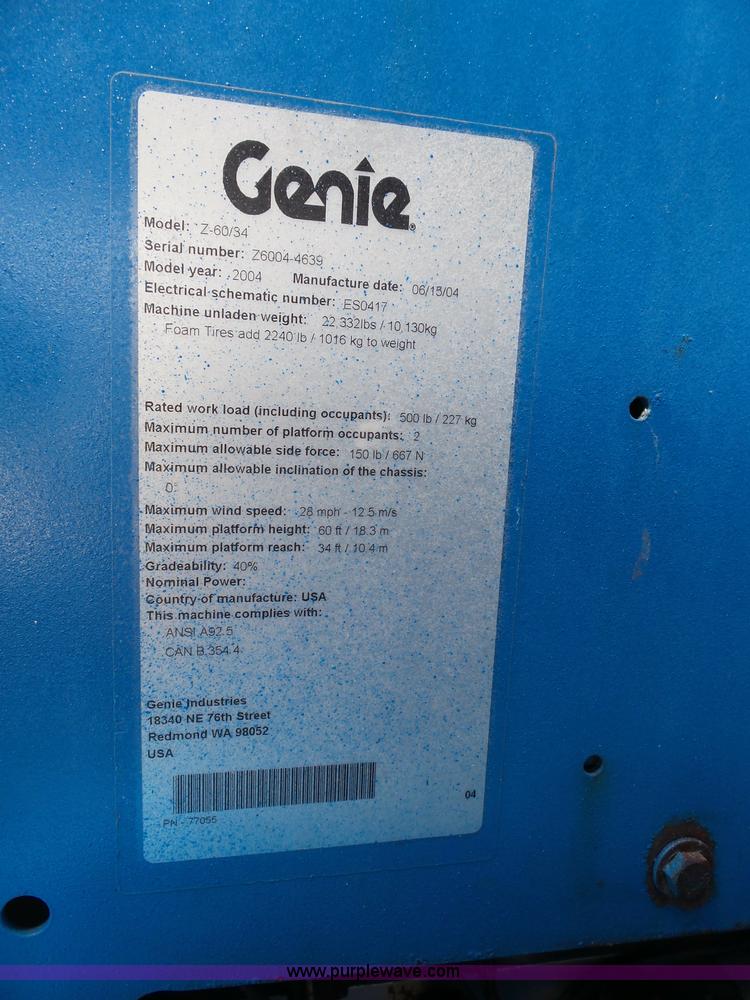 Genie
Model: Z-60/34
Serial number: Z6004-4639
Model year: 2004 Manufacture date: 06/15/04
Electrical schematic number: ES0417
Machine unladen weight: 22,332lbs / 10,130kg
Foam Tires add 2240 lb / 1016 kg to weight
Rated work load (including occupants): 500 lb / 227 kg
Maximum number of platform occupants: 2
Maximum allowable side force: 150 lb / 667 N
Maximum allowable inclination of the chassis:
0°
Maximum wind speed: 28 mph - 12.5 m/s
Maximum platform height: 60 ft / 18.3 m
Maximum platform reach: 34 ft / 10.4 m
Gradeability: 40%
Nominal Power:
Country of manufacture: USA
This machine complies with:
ANSI A92.5
CAN B.354.4
Genie Industries
18340 NE 76th Street
Redmond WA 98052
USA
04
PN - 77055
www.purplewave.com